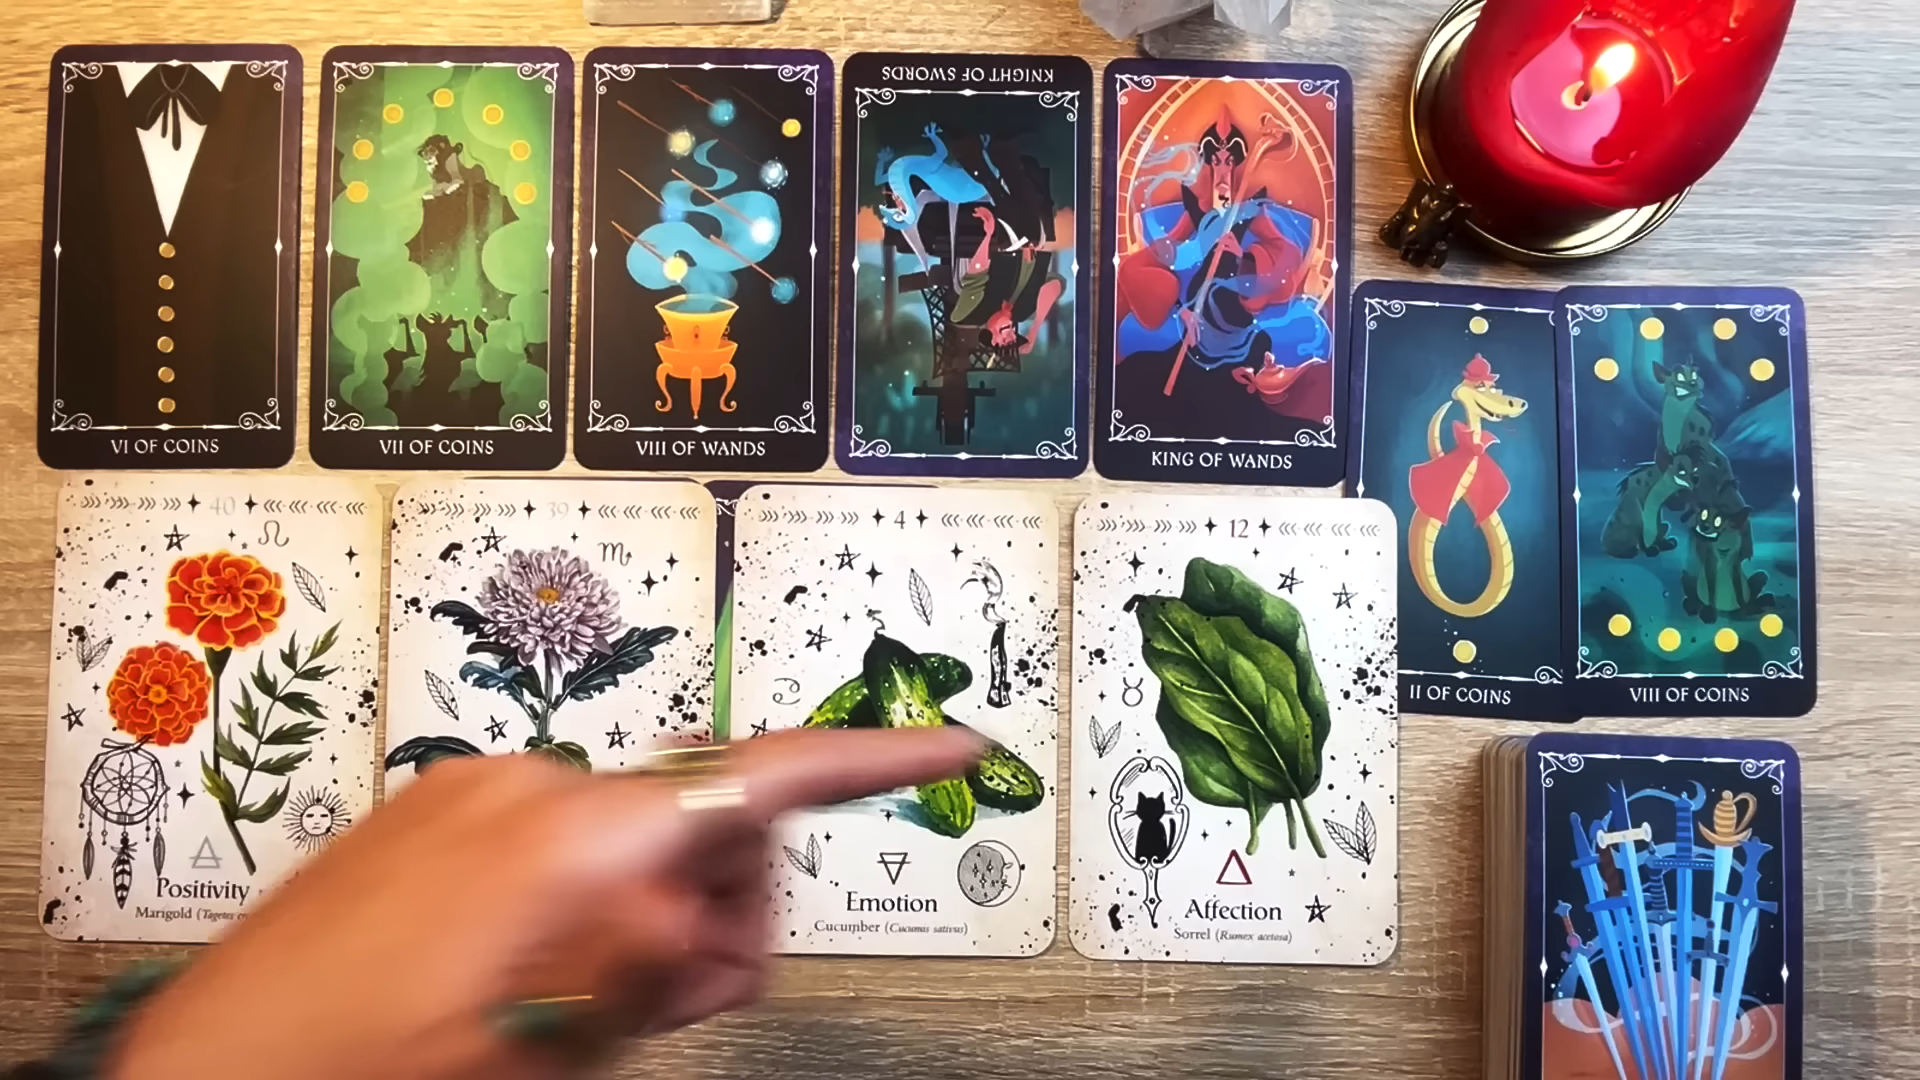 VI OF COINS
VII OF COINS
VIII OF WANDS
KNIGHT OF SWORDS
KING OF WANDS
II OF COINS
VIII OF COINS
40
39
4
12
Positivity
Marigold (Tagetes
Emotion
Cucumber (Cucumis sativus)
Affection
Sorrel (Rumex acetosa)